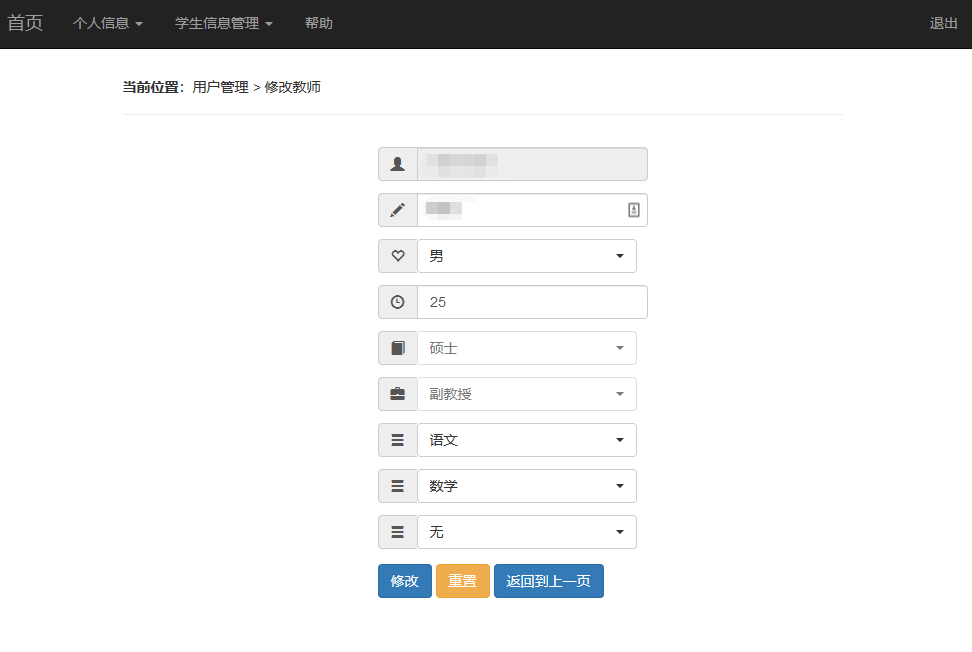 首页 个人信息 学生信息管理 帮助 退出
当前位置：用户管理 > 修改教师
男
25
硕士
副教授
语文
数学
无
修改 重置 返回到上一页